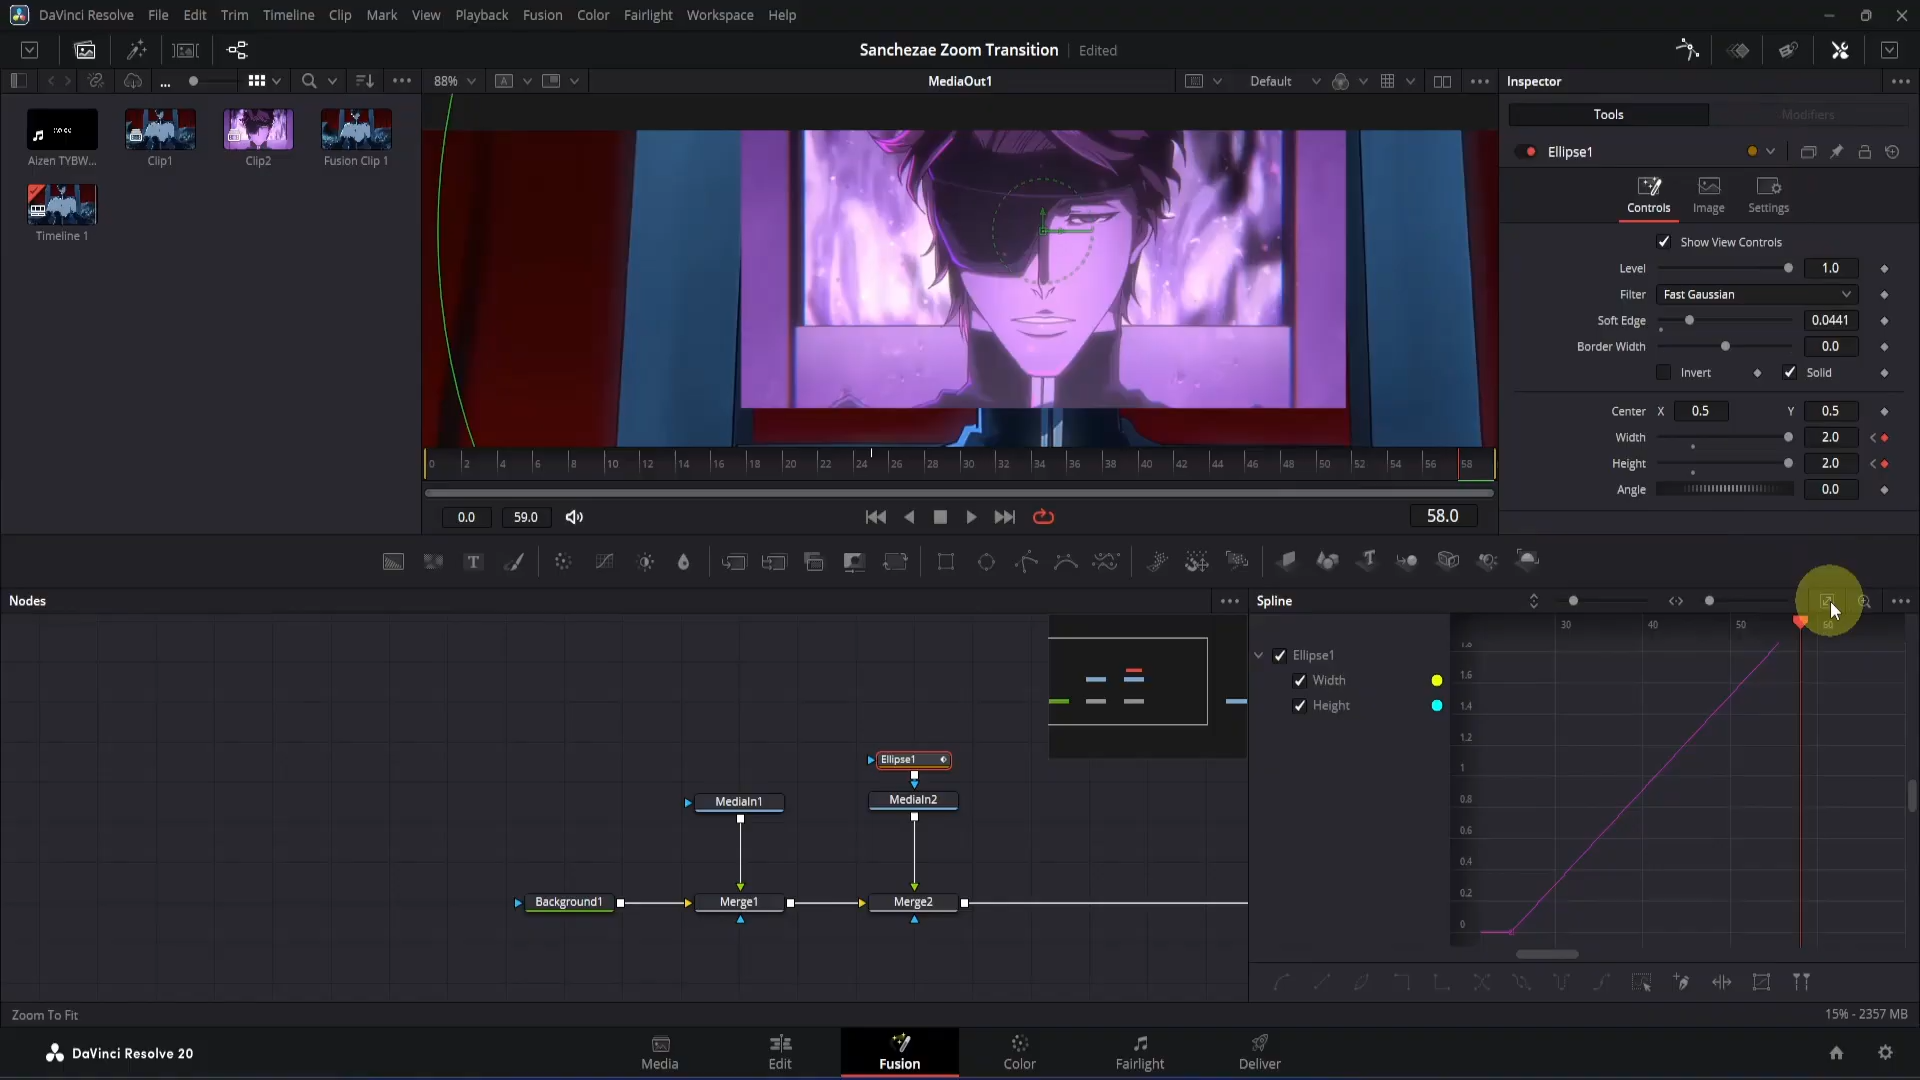 DaVinci Resolve File Edit Trim Timeline Clip Mark View Playback Fusion Color Fairlight Workspace Help
Sanchezae Zoom Transition Edited
... 88% A MediaOut1 Default Inspector
Tools Modifiers
Aizen TYBW... Clip1 Clip2 Fusion Clip 1
Timeline 1
Ellipse1
Controls Image Settings
Show View Controls
Level 1.0
Filter Fast Gaussian
Soft Edge 0.0441
Border Width 0.0
Invert Solid
Center X 0.5 Y 0.5
Width 2.0
Height 2.0
Angle 0.0
0 2 4 6 8 10 12 14 16 18 20 22 24 26 28 30 32 34 36 38 40 42 44 46 48 50 52 54 56 58
0.0 59.0 58.0
T
Nodes
Ellipse1
MediaIn1
MediaIn2
Background1
Merge1
Merge2
Spline
30 40 50 60
Ellipse1
Width
Height
1.8
1.6
1.4
1.2
1
0.8
0.6
0.4
0.2
0
Zoom To Fit 15% - 2357 MB
DaVinci Resolve 20
Media Edit Fusion Color Fairlight Deliver